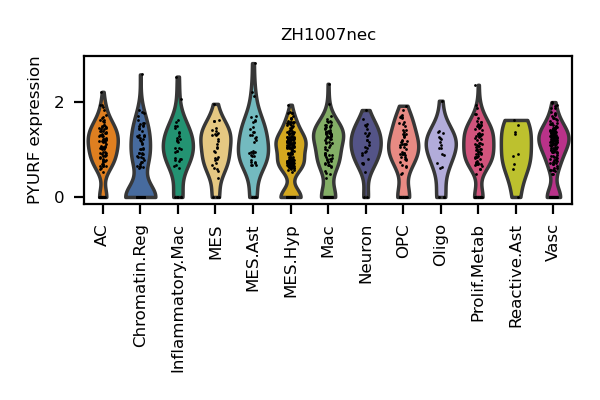 ZH1007nec
PYURF expression
2
0
AC
Chromatin.Reg
Inflammatory.Mac
MES
MES.Ast
MES.Hyp
Mac
Neuron
OPC
Oligo
Prolif.Metab
Reactive.Ast
Vasc